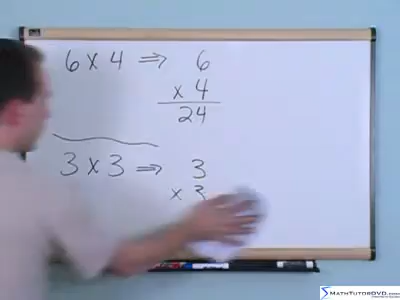 6 x 4 ⇒ 6
x 4
24
3 x 3 ⇒ 3
x 3
MATHTUTORDVD.COM